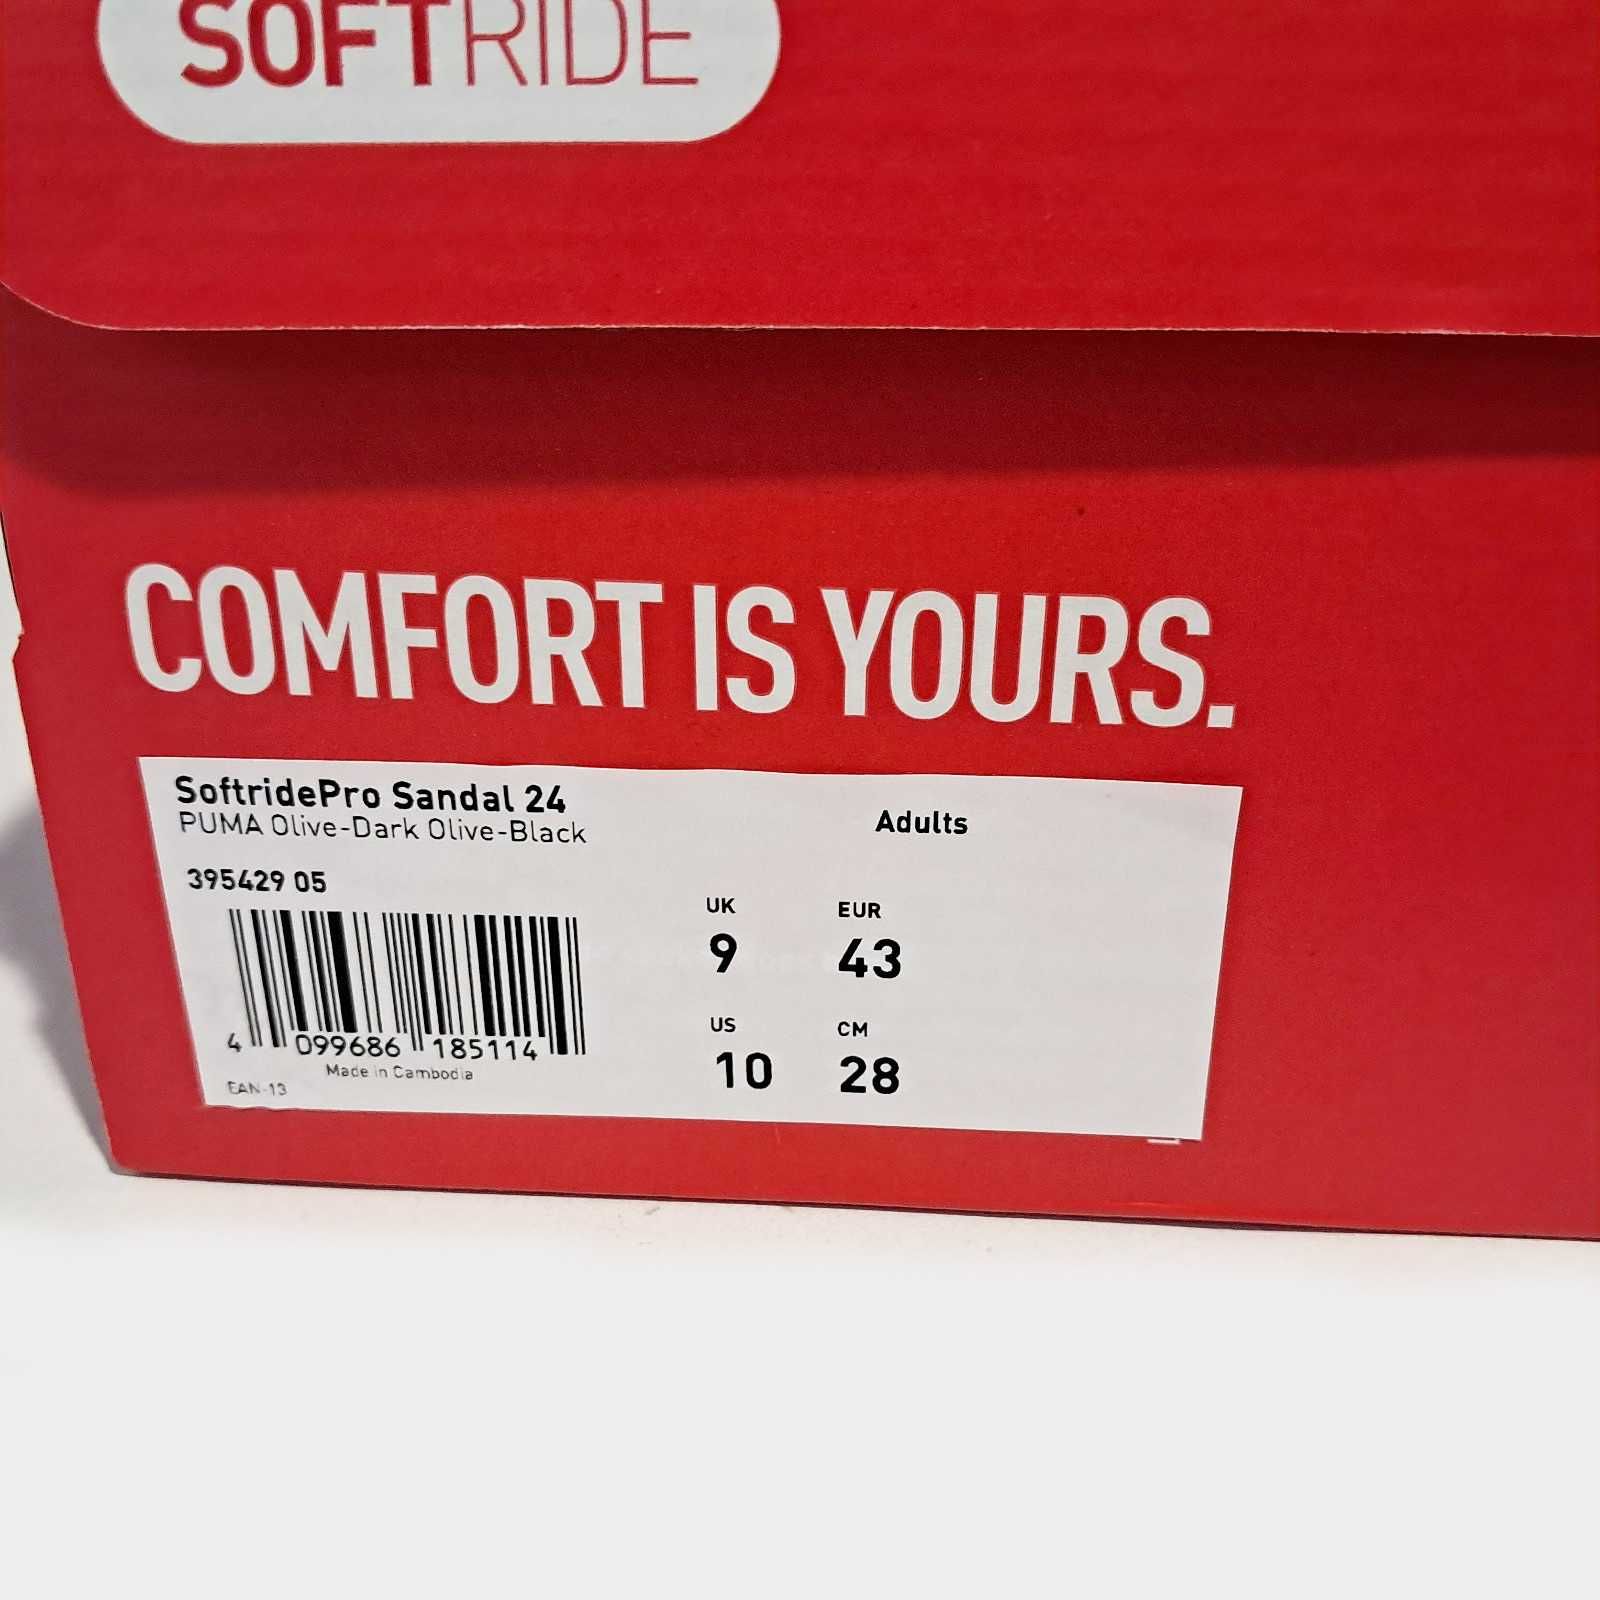 SOFTRIDE
COMFORT IS YOURS.
SoftridePro Sandal 24
PUMA Olive-Dark Olive-Black
Adults
395429 05
UK
EUR
9
43
US
CM
10
28
4 099686 185114
Made in Cambodia
EAN-13